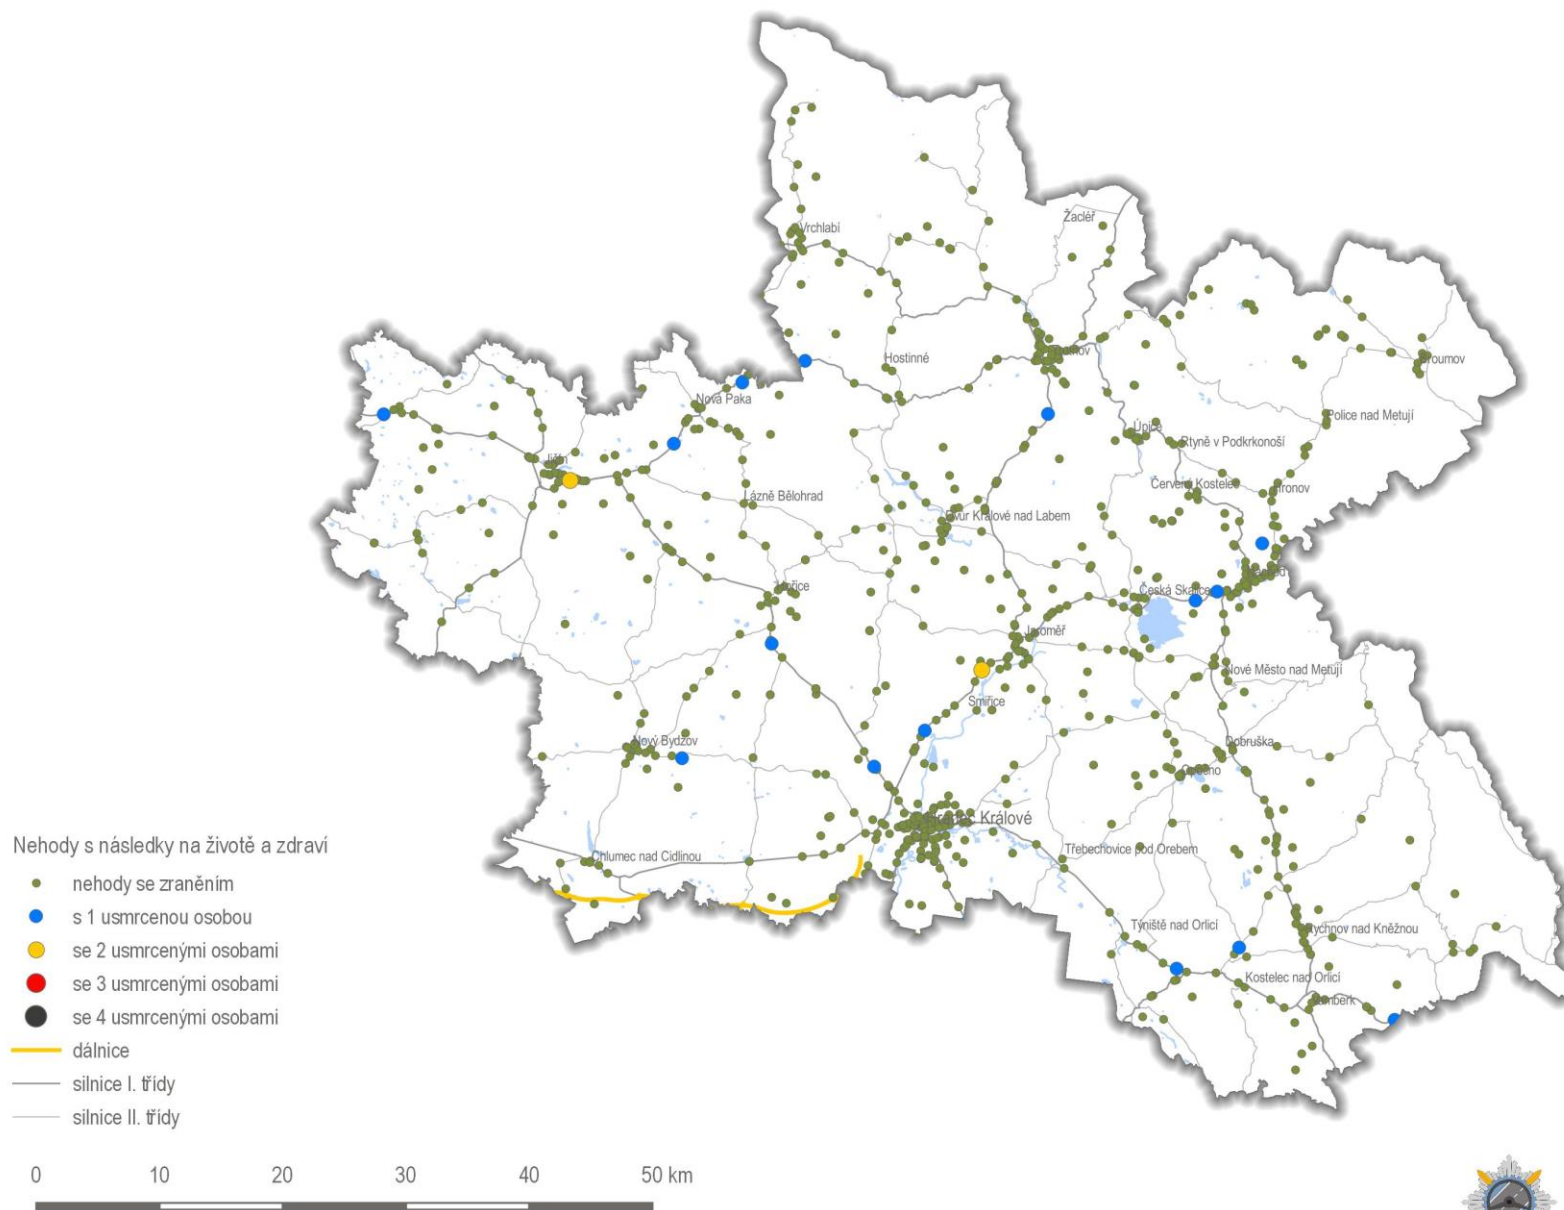 Vrchlabí
Žacléř
Hostinné
Broumov
Nová Paka
Police nad Metují
Úpice
Rtyně v Podkrkonoší
Jičín
Červený Kostelec
Hronov
Lázně Bělohrad
Dvůr Králové nad Labem
Hořice
Česká Skalice
Jaroměř
Nové Město nad Metují
Smiřice
Nový Bydžov
Dobruška
Opočno
Hradec Králové
Nehody s následky na životě a zdraví
Třebechovice pod Orebem
Chlumec nad Cidlinou
nehody se zraněním
s 1 usmrcenou osobou
Týniště nad Orlicí
Rychnov nad Kněžnou
se 2 usmrcenými osobami
se 3 usmrcenými osobami
Kostelec nad Orlicí
se 4 usmrcenými osobami
dálnice
silnice I. třídy
silnice II. třídy
0 10 20 30 40 50 km